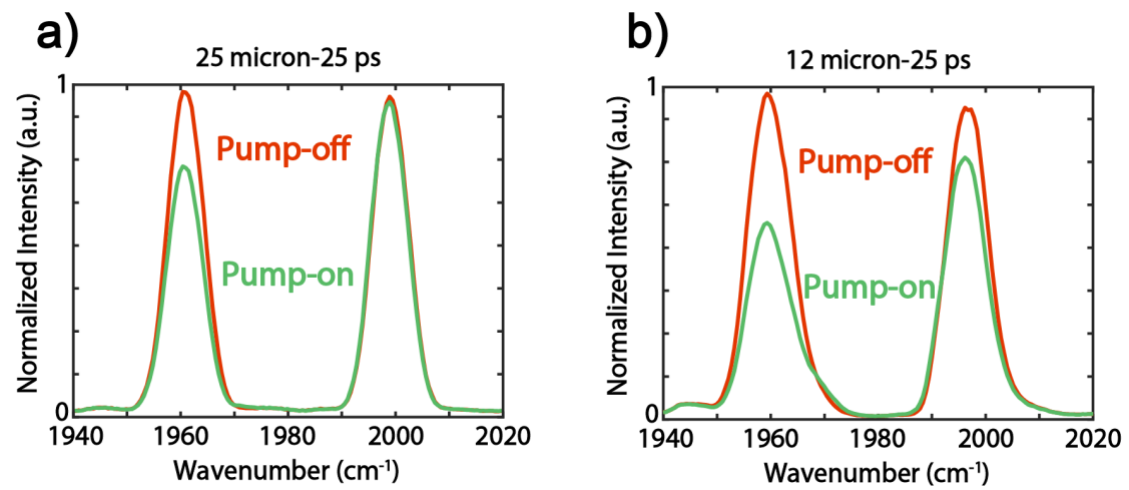 a)
25 micron-25 ps
1
Pump-off
Pump-on
0
1940 1960 1980 2000 2020
Wavenumber (cm⁻¹)
Normalized Intensity (a.u.)
b)
12 micron-25 ps
1
Pump-off
Pump-on
0
1940 1960 1980 2000 2020
Wavenumber (cm⁻¹)
Normalized Intensity (a.u.)